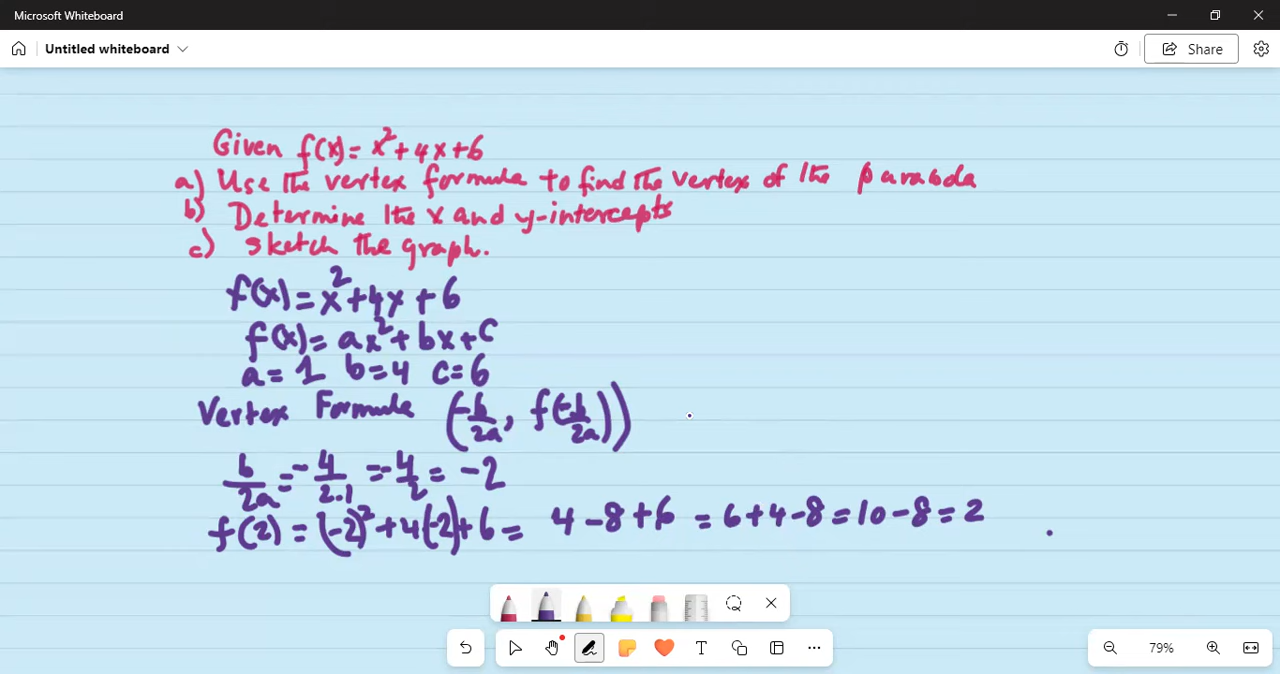 Microsoft Whiteboard
Untitled whiteboard
Share
Given f(x) = x² + 4x + 6
a) Use the vertex formula to find the vertex of the parabola
b) Determine the x and y-intercepts
c) sketch the graph.
f(x) = x² + 4x + 6
f(x) = ax² + bx + c
a = 1 b = 4 c = 6
Vertex Formula (-b/2a, f(-b/2a))
b/2a = -4/2.1 = -4/2 = -2
f(2) = (-2)² + 4(-2) + 6 = 4 - 8 + 6 = 6 + 4 - 8 = 10 - 8 = 2
79%